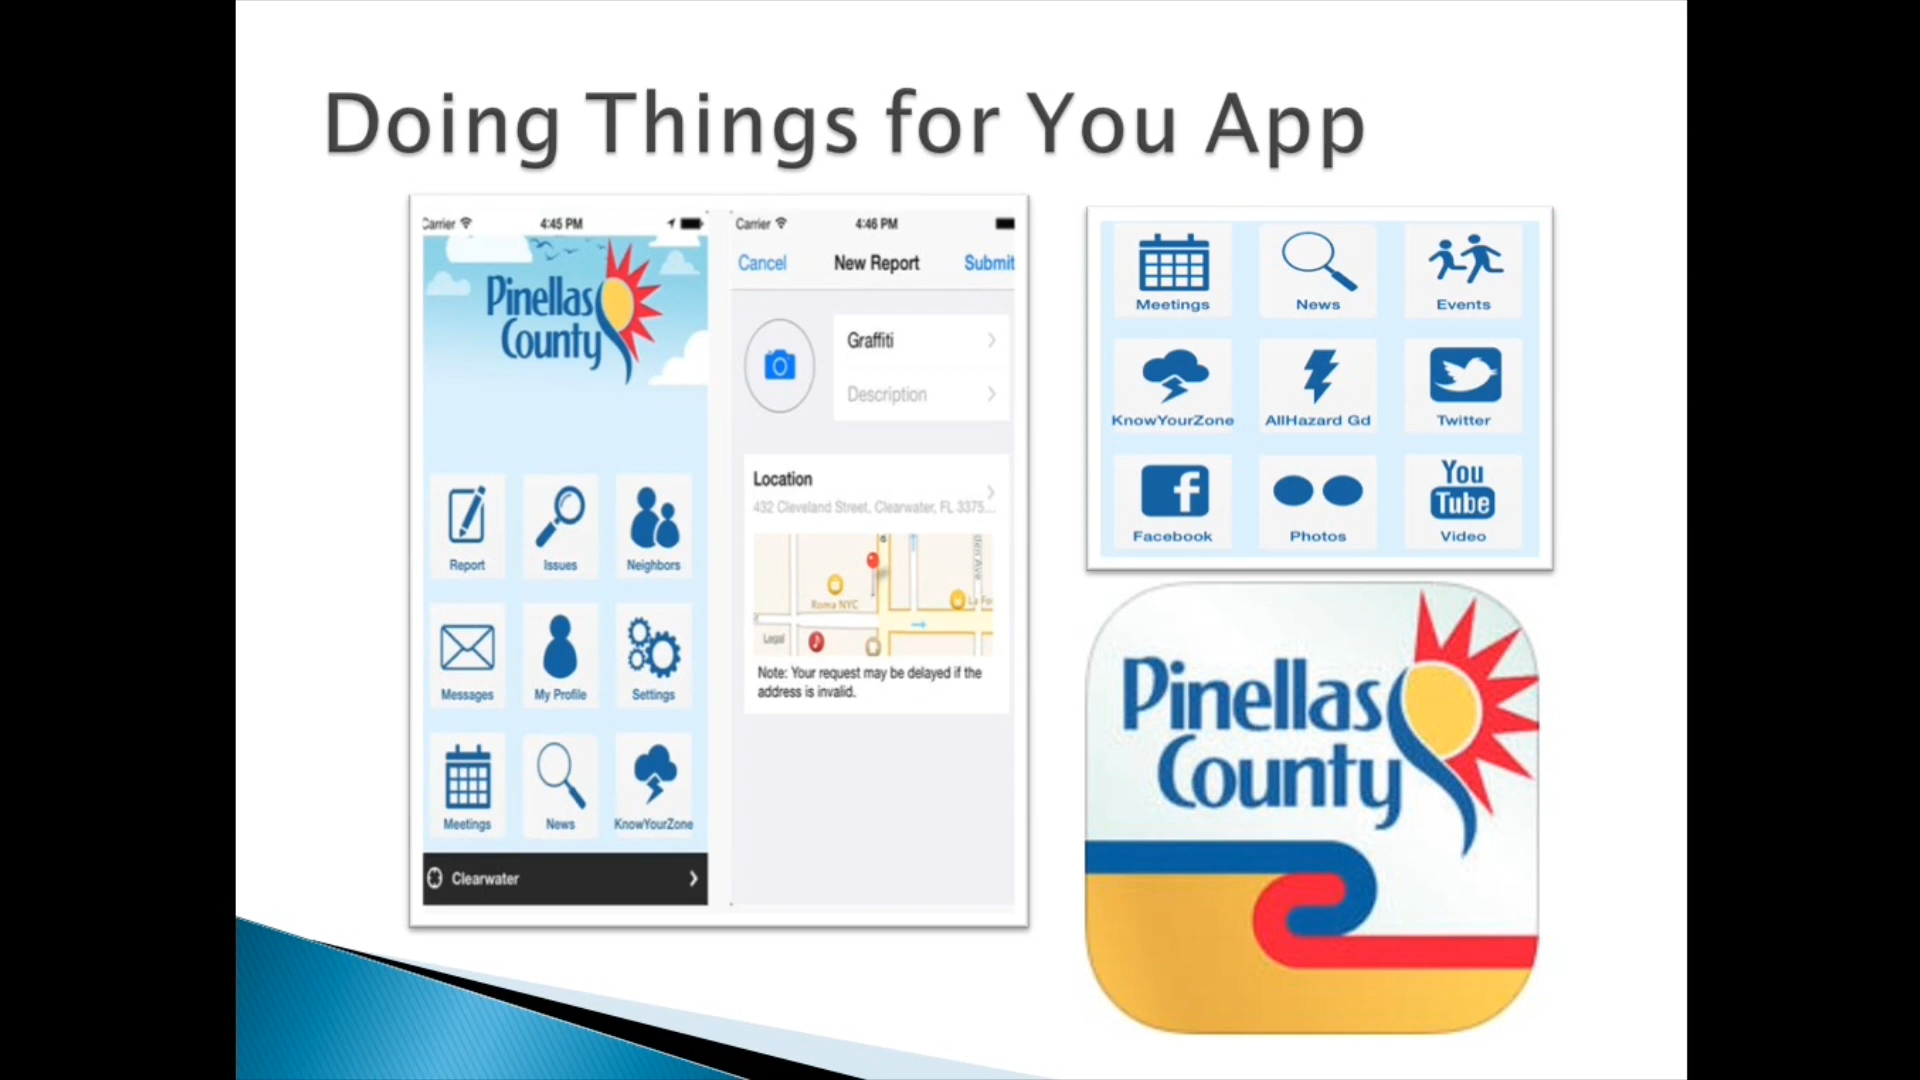 Doing Things for You App
Carrier 4:45 PM
Pinellas
County
Report Issues Neighbors
Messages My Profile Settings
Meetings News KnowYourZone
Clearwater
Carrier 4:46 PM
Cancel New Report Submit
Graffiti
Description
Location
432 Cleveland Street, Clearwater, FL 3375...
Roma NYC
Legal
Note: Your request may be delayed if the
address is invalid.
Meetings News Events
KnowYourZone AllHazard Gd Twitter
Facebook Photos You
Tube
Video
Pinellas
County